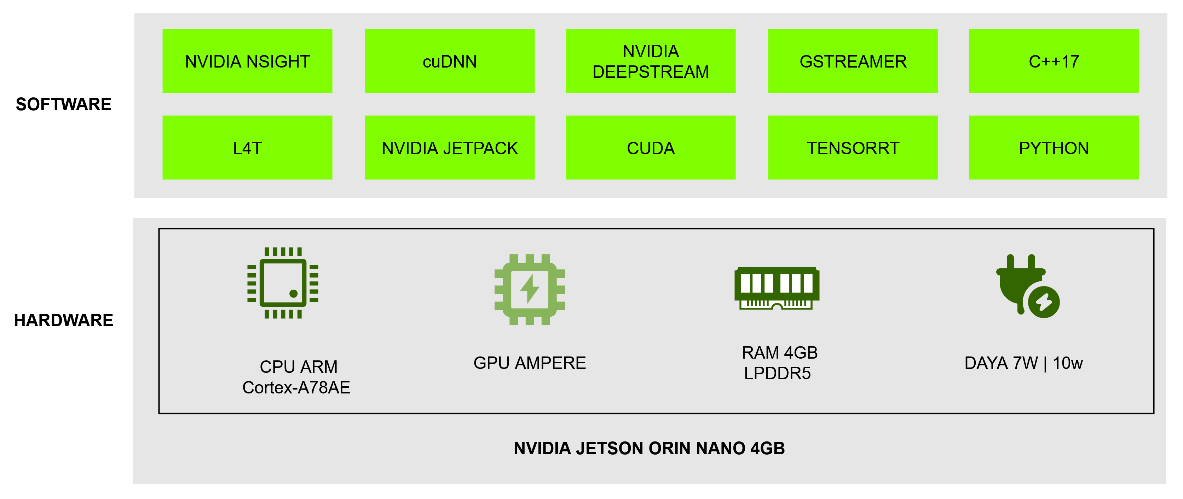 SOFTWARE
NVIDIA NSIGHT
cuDNN
NVIDIA
DEEPSTREAM
GSTREAMER
C++17
L4T
NVIDIA JETPACK
CUDA
TENSORRT
PYTHON
HARDWARE
CPU ARM
Cortex-A78AE
GPU AMPERE
RAM 4GB
LPDDR5
DAYA 7W | 10w
NVIDIA JETSON ORIN NANO 4GB